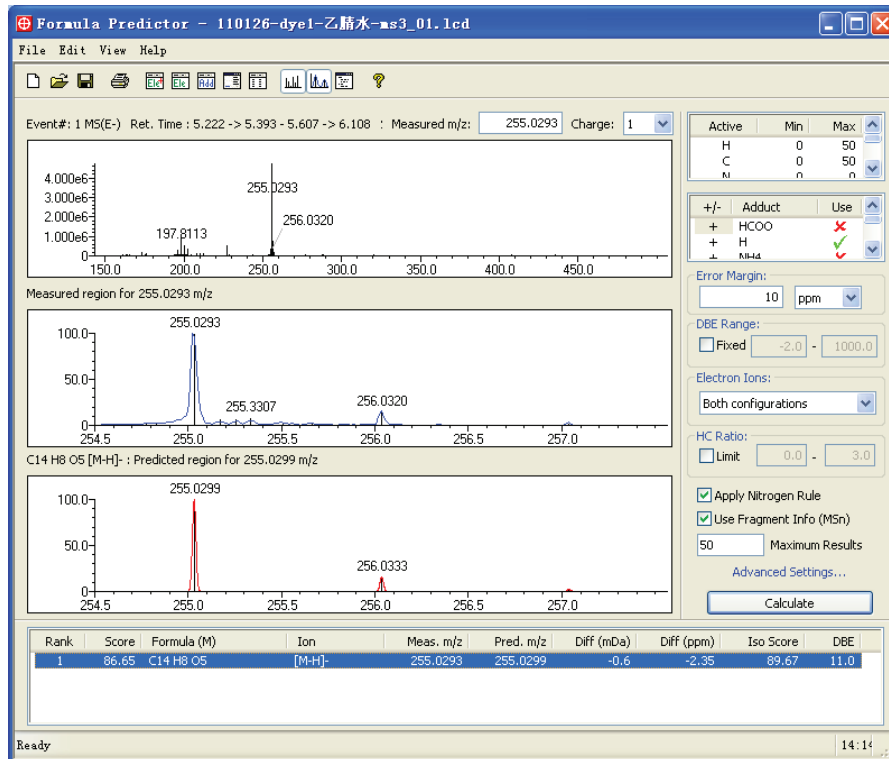 Formula Predictor - 110126-dye1-乙腈水-ms3_01.lcd
File Edit View Help
Event#: 1 MS(E-) Ret. Time : 5.222 -> 5.393 - 5.607 -> 6.108 : Measured m/z: 255.0293 Charge: 1
4.000e6
3.000e6
2.000e6
1.000e6
0
255.0293
256.0320
197.8113
150.0 200.0 250.0 300.0 350.0 400.0 450.0
Measured region for 255.0293 m/z
100.0
50.0
0
255.0293
255.3307
256.0320
254.5 255.0 255.5 256.0 256.5 257.0
C14 H8 O5 [M-H]- : Predicted region for 255.0299 m/z
100.0
50.0
0
255.0299
256.0333
254.5 255.0 255.5 256.0 256.5 257.0
Active Min Max
H 0 50
C 0 50
N 0 0
+/- Adduct Use
+ HCOO
+ H
+ NH4
Error Margin:
10 ppm
DBE Range:
Fixed -2.0 - 1000.0
Electron Ions:
Both configurations
HC Ratio:
Limit 0.0 - 3.0
Apply Nitrogen Rule
Use Fragment Info (MSn)
50 Maximum Results
Advanced Settings...
Calculate
Rank Score Formula (M) Ion Meas. m/z Pred. m/z Diff (mDa) Diff (ppm) Iso Score DBE
1 86.65 C14 H8 O5 [M-H]- 255.0293 255.0299 -0.6 -2.35 89.67 11.0
Ready 14:14